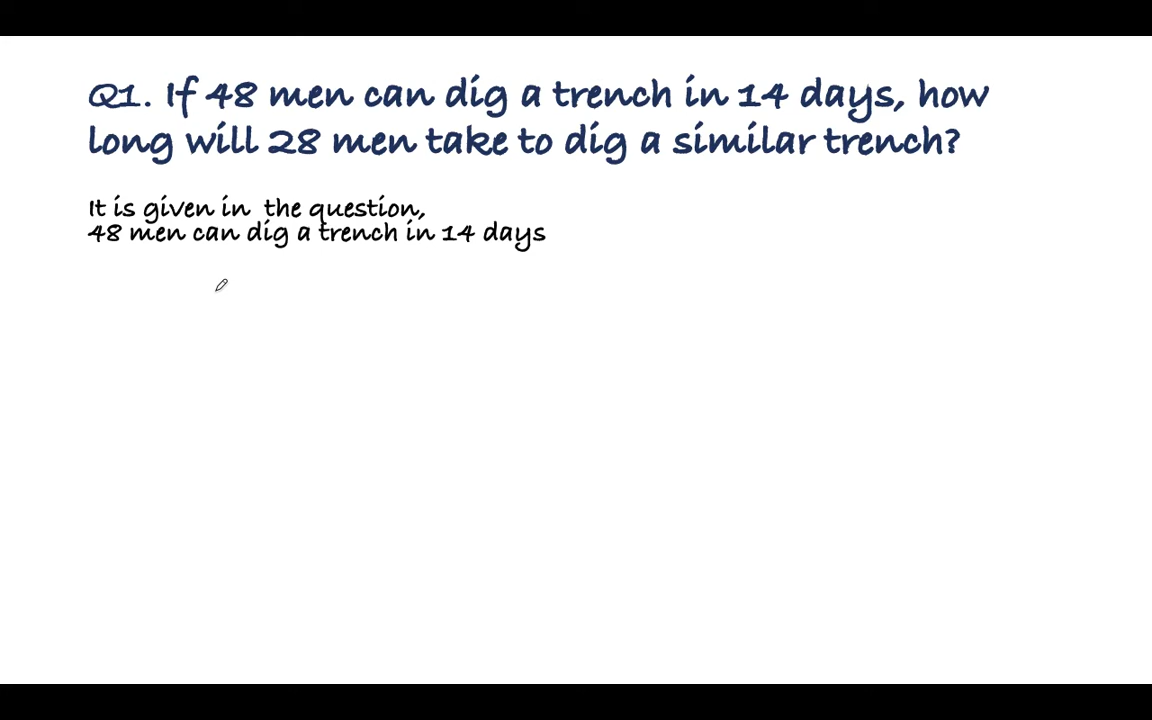 Q1. If 48 men can dig a trench in 14 days, how
long will 28 men take to dig a similar trench?
It is given in the question,
48 men can dig a trench in 14 days